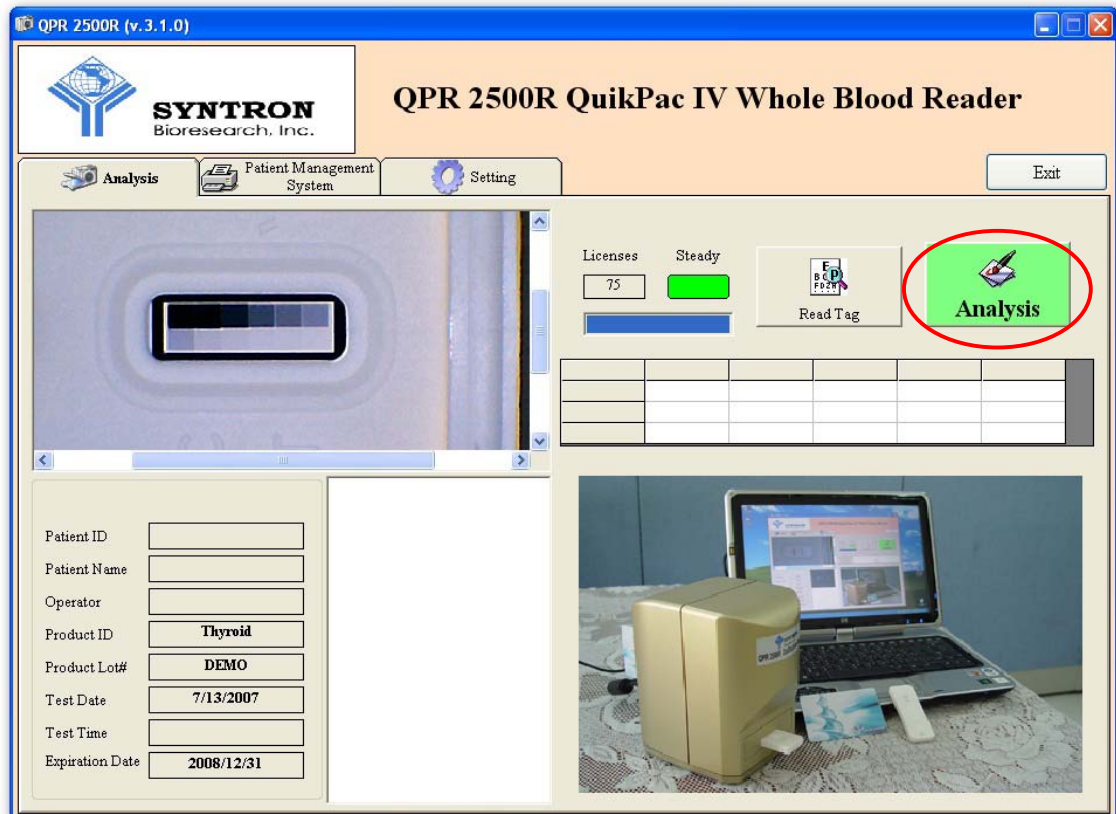 QPR 2500R (v.3.1.0)
SYNTRON
Bioresearch, Inc.
QPR 2500R QuikPac IV Whole Blood Reader
Analysis
Patient Management
System
Setting
Exit
Licenses
Steady
75
Read Tag
Analysis
Patient ID
Patient Name
Operator
Product ID
Thyroid
Product Lot#
DEMO
Test Date
7/13/2007
Test Time
Expiration Date
2008/12/31
QPR 2500R